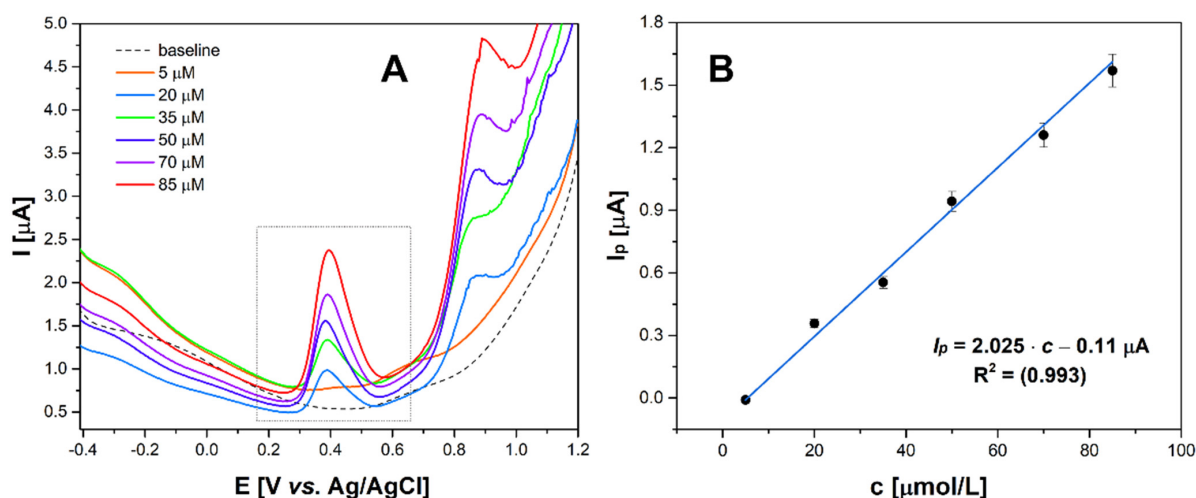 A
baseline
5 μM
20 μM
35 μM
50 μM
70 μM
85 μM
I [μA]
5.0
4.5
4.0
3.5
3.0
2.5
2.0
1.5
1.0
0.5
-0.4 -0.2 0.0 0.2 0.4 0.6 0.8 1.0 1.2
E [V vs. Ag/AgCl]
B
Ip [μA]
1.8
1.5
1.2
0.9
0.6
0.3
0.0
Ip = 2.025 · c – 0.11 μA
R² = (0.993)
0 20 40 60 80 100
c [μmol/L]